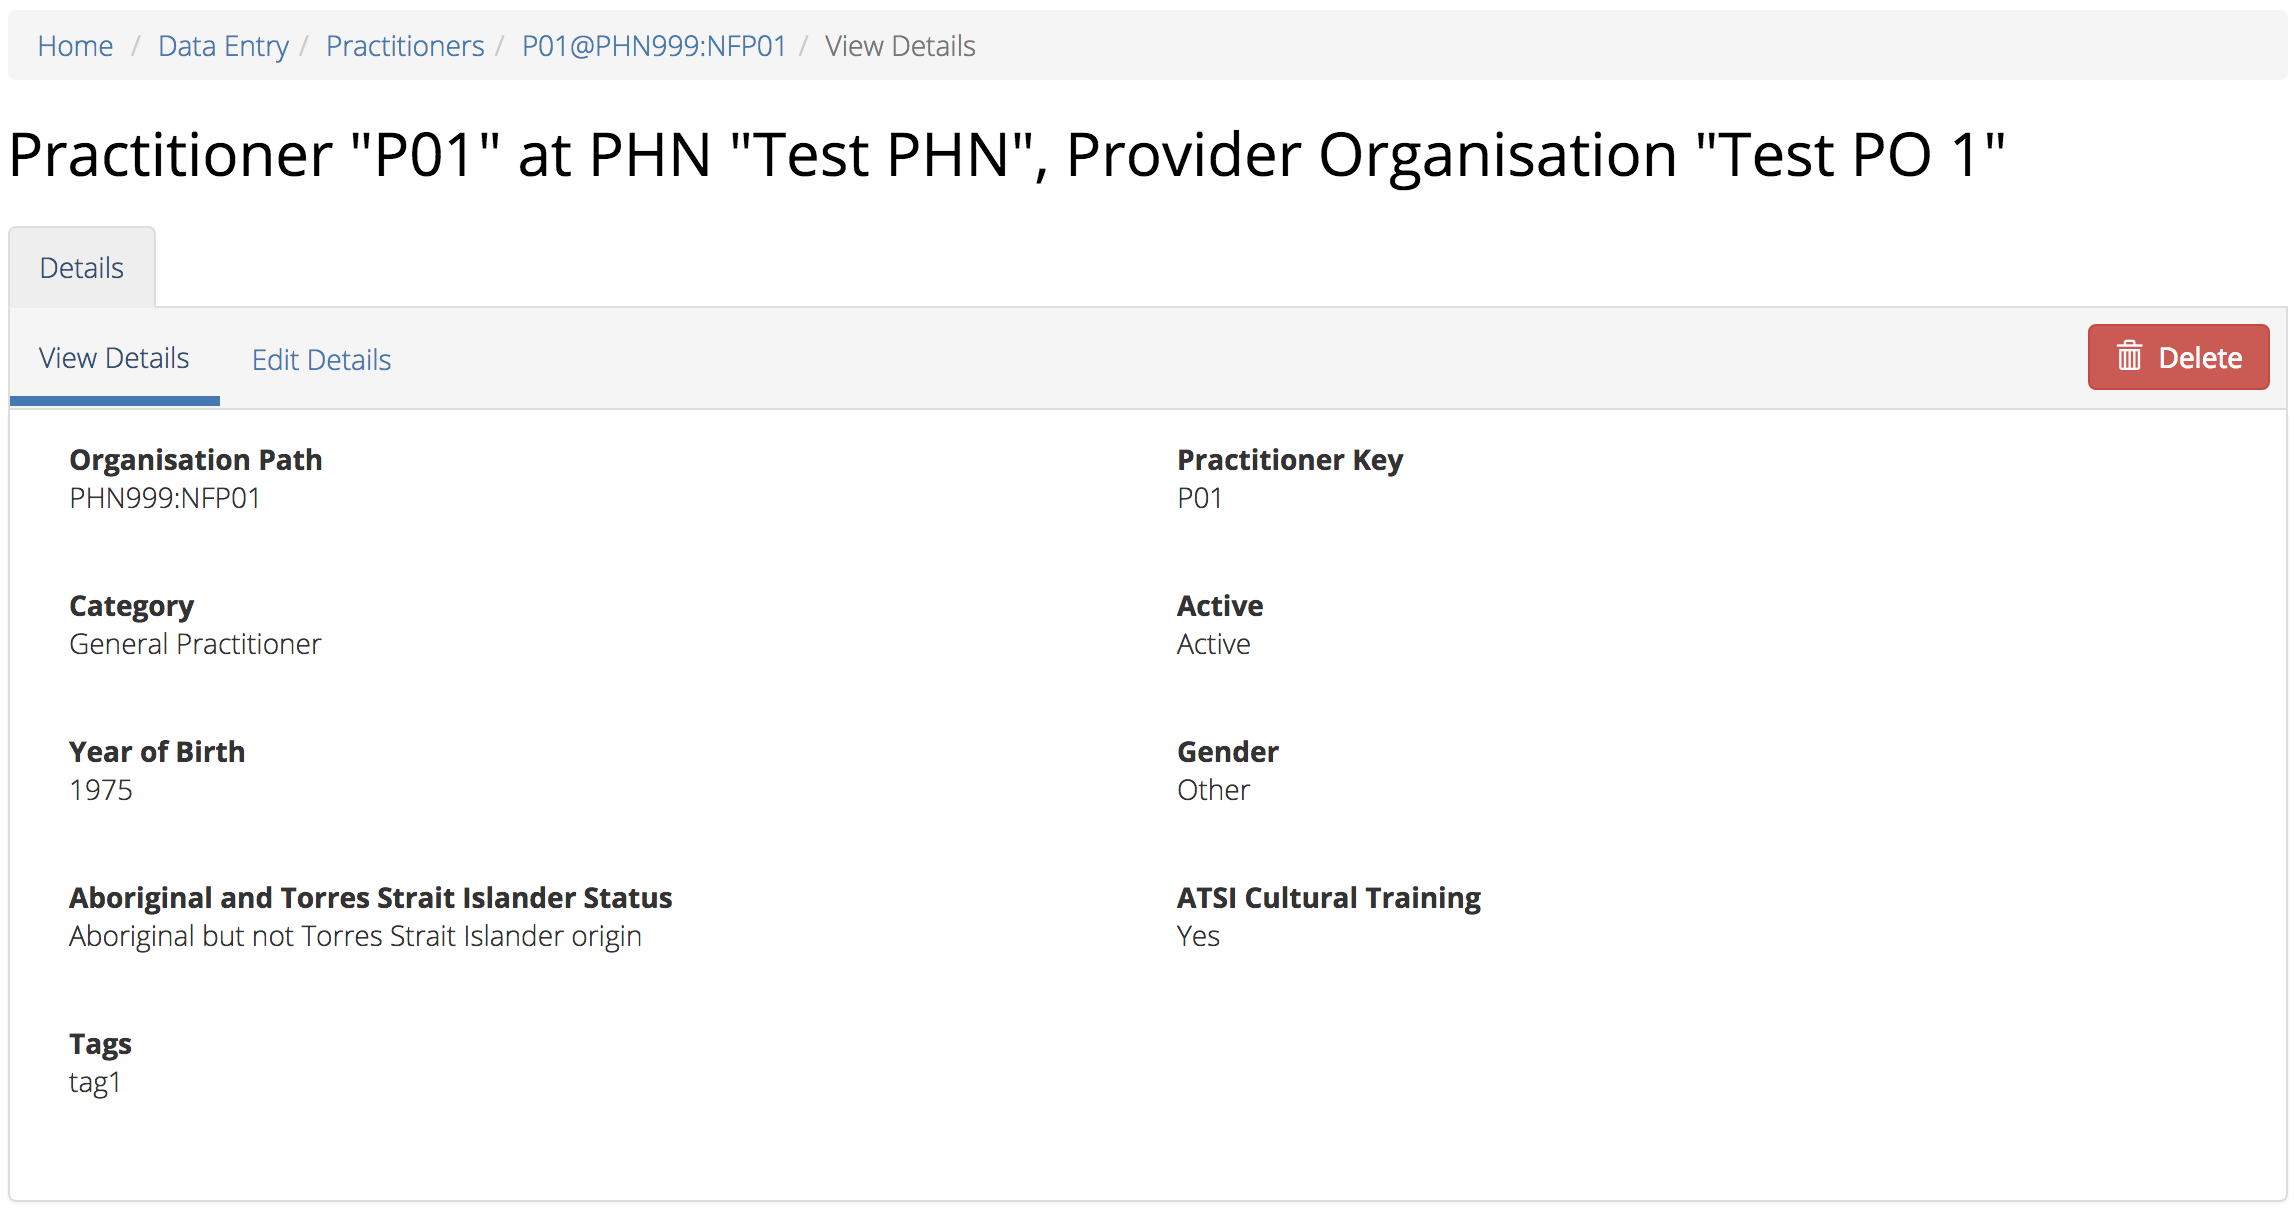 Home / Data Entry / Practitioners / P01@PHN999:NFP01 / View Details
Practitioner "P01" at PHN "Test PHN", Provider Organisation "Test PO 1"
Details
View Details Edit Details Delete
Organisation Path Practitioner Key
PHN999:NFP01 P01
Category Active
General Practitioner Active
Year of Birth Gender
1975 Other
Aboriginal and Torres Strait Islander Status ATSI Cultural Training
Aboriginal but not Torres Strait Islander origin Yes
Tags
tag1